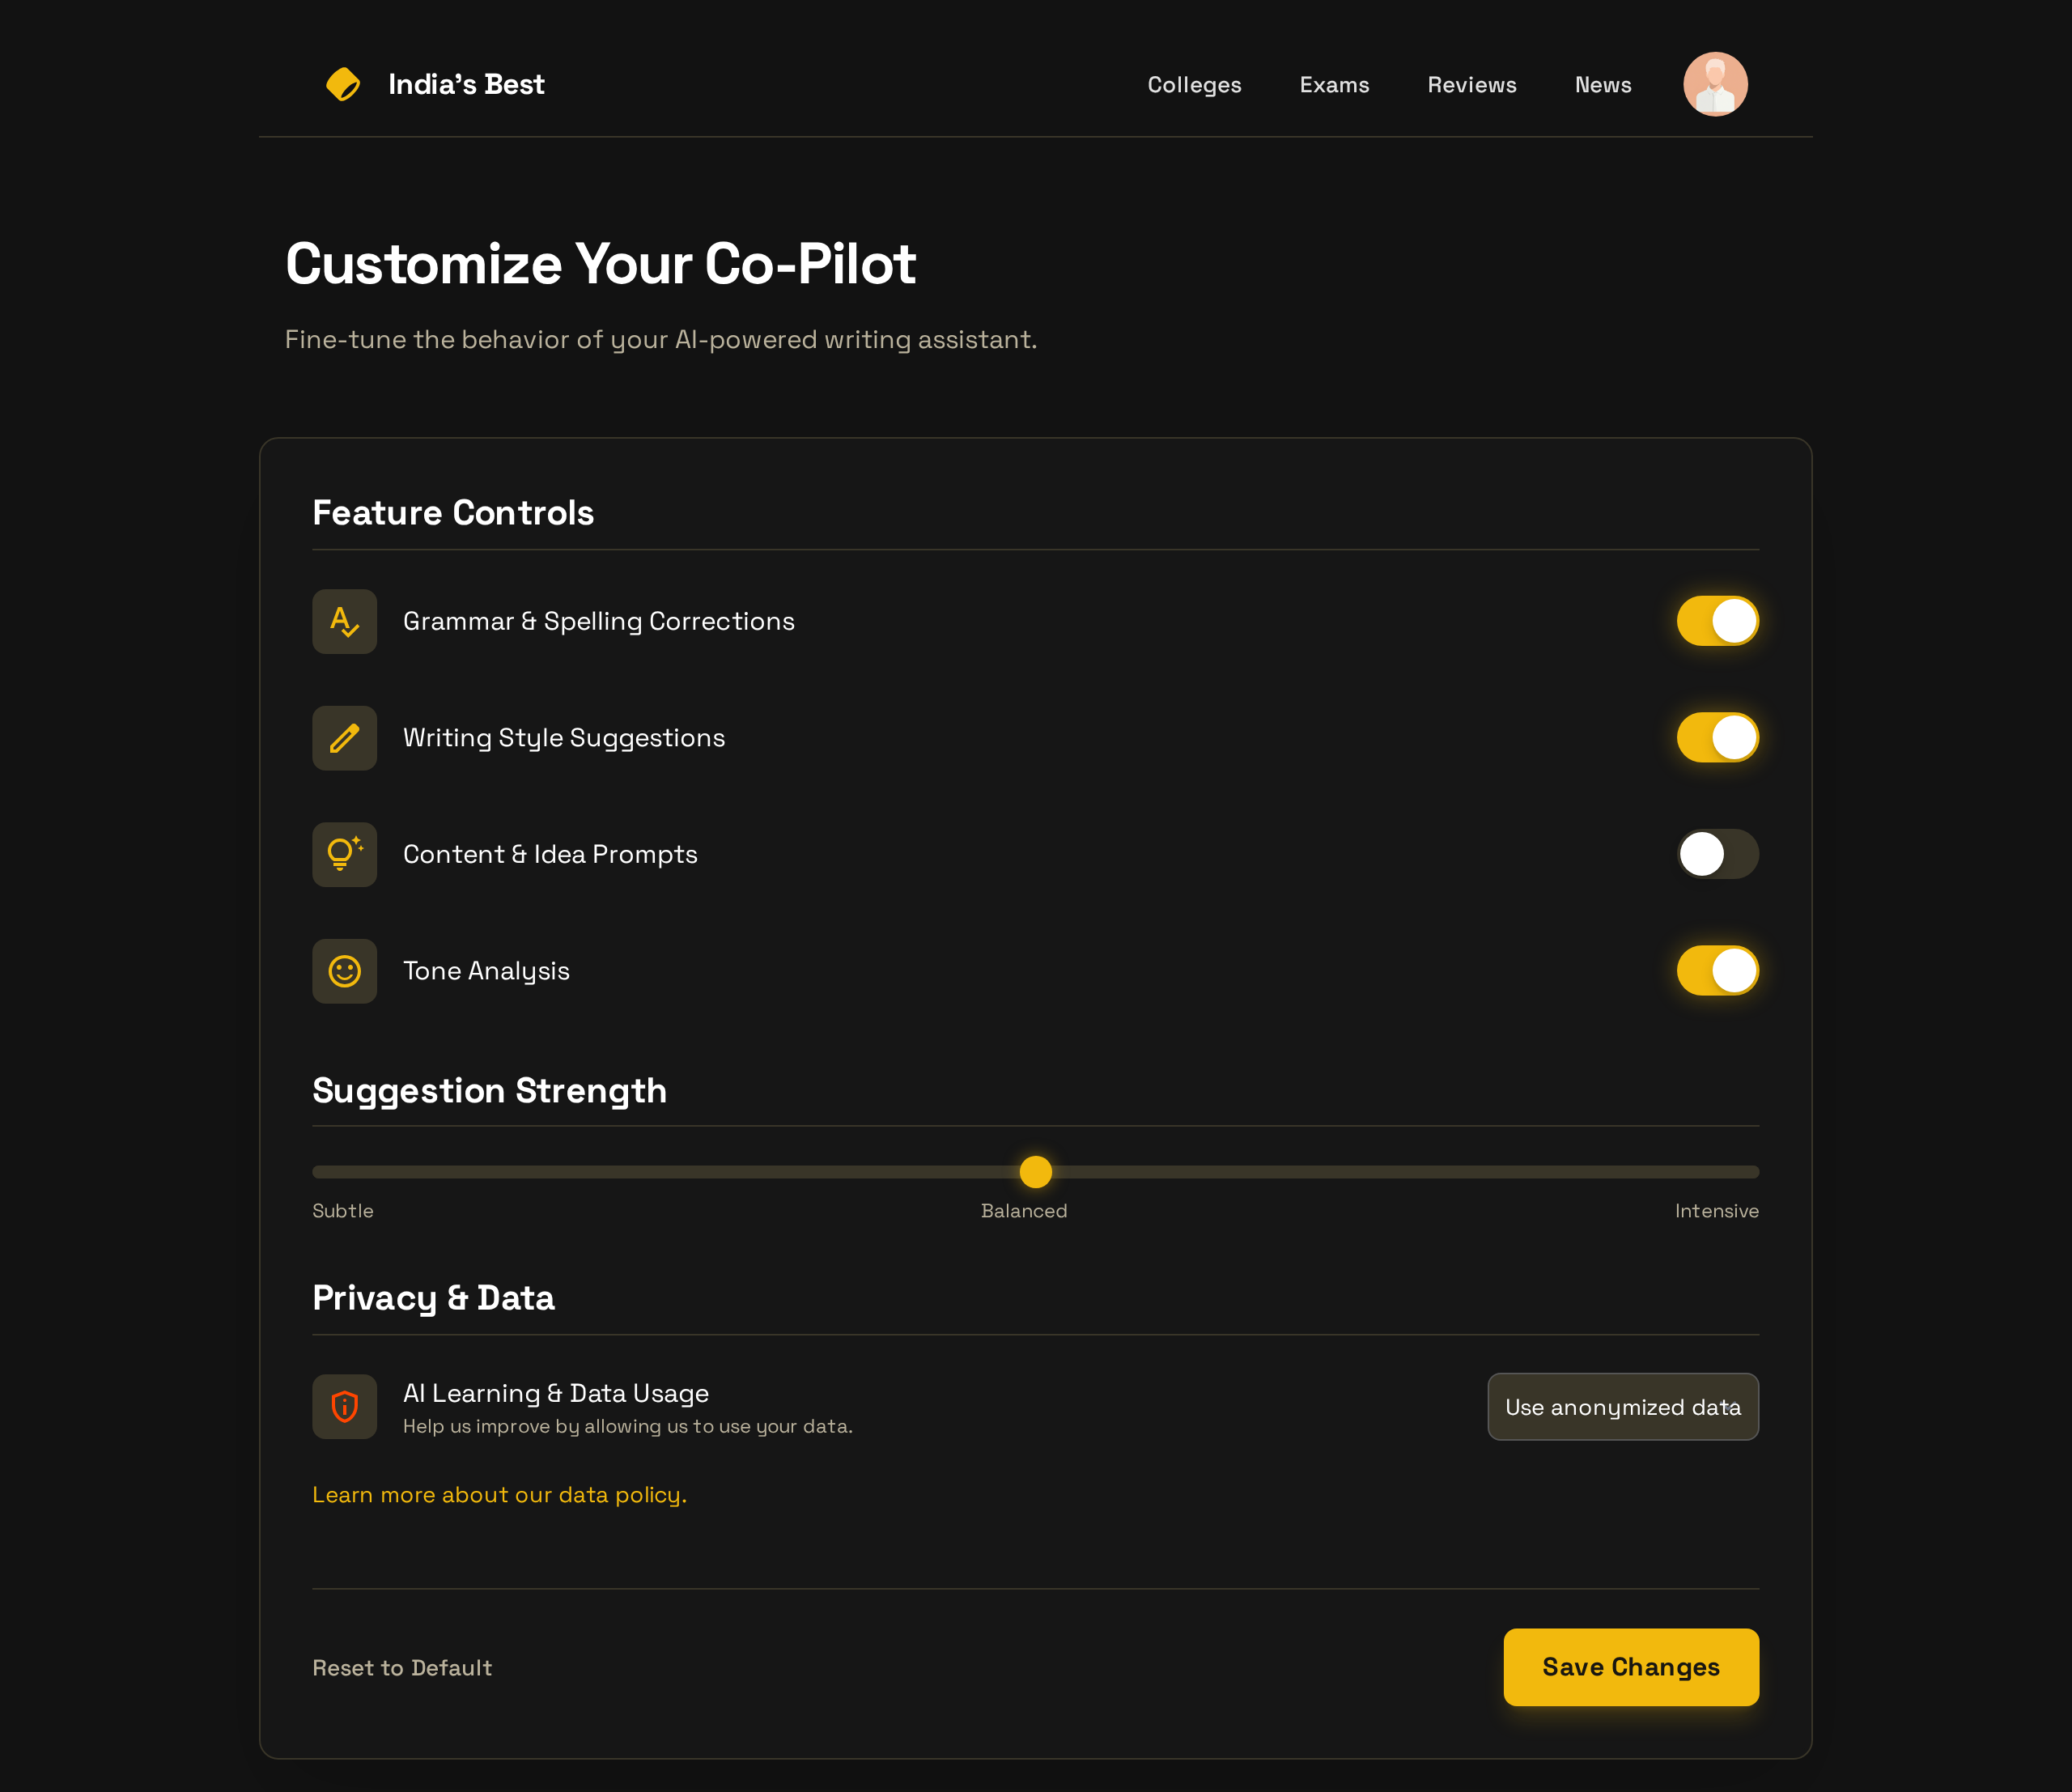 India's Best
Colleges
Exams
Reviews
News
Customize Your Co-Pilot
Fine-tune the behavior of your AI-powered writing assistant.
Feature Controls
Grammar & Spelling Corrections
Writing Style Suggestions
Content & Idea Prompts
Tone Analysis
Suggestion Strength
Subtle
Balanced
Intensive
Privacy & Data
AI Learning & Data Usage
Help us improve by allowing us to use your data.
Use anonymized data
Learn more about our data policy.
Reset to Default
Save Changes